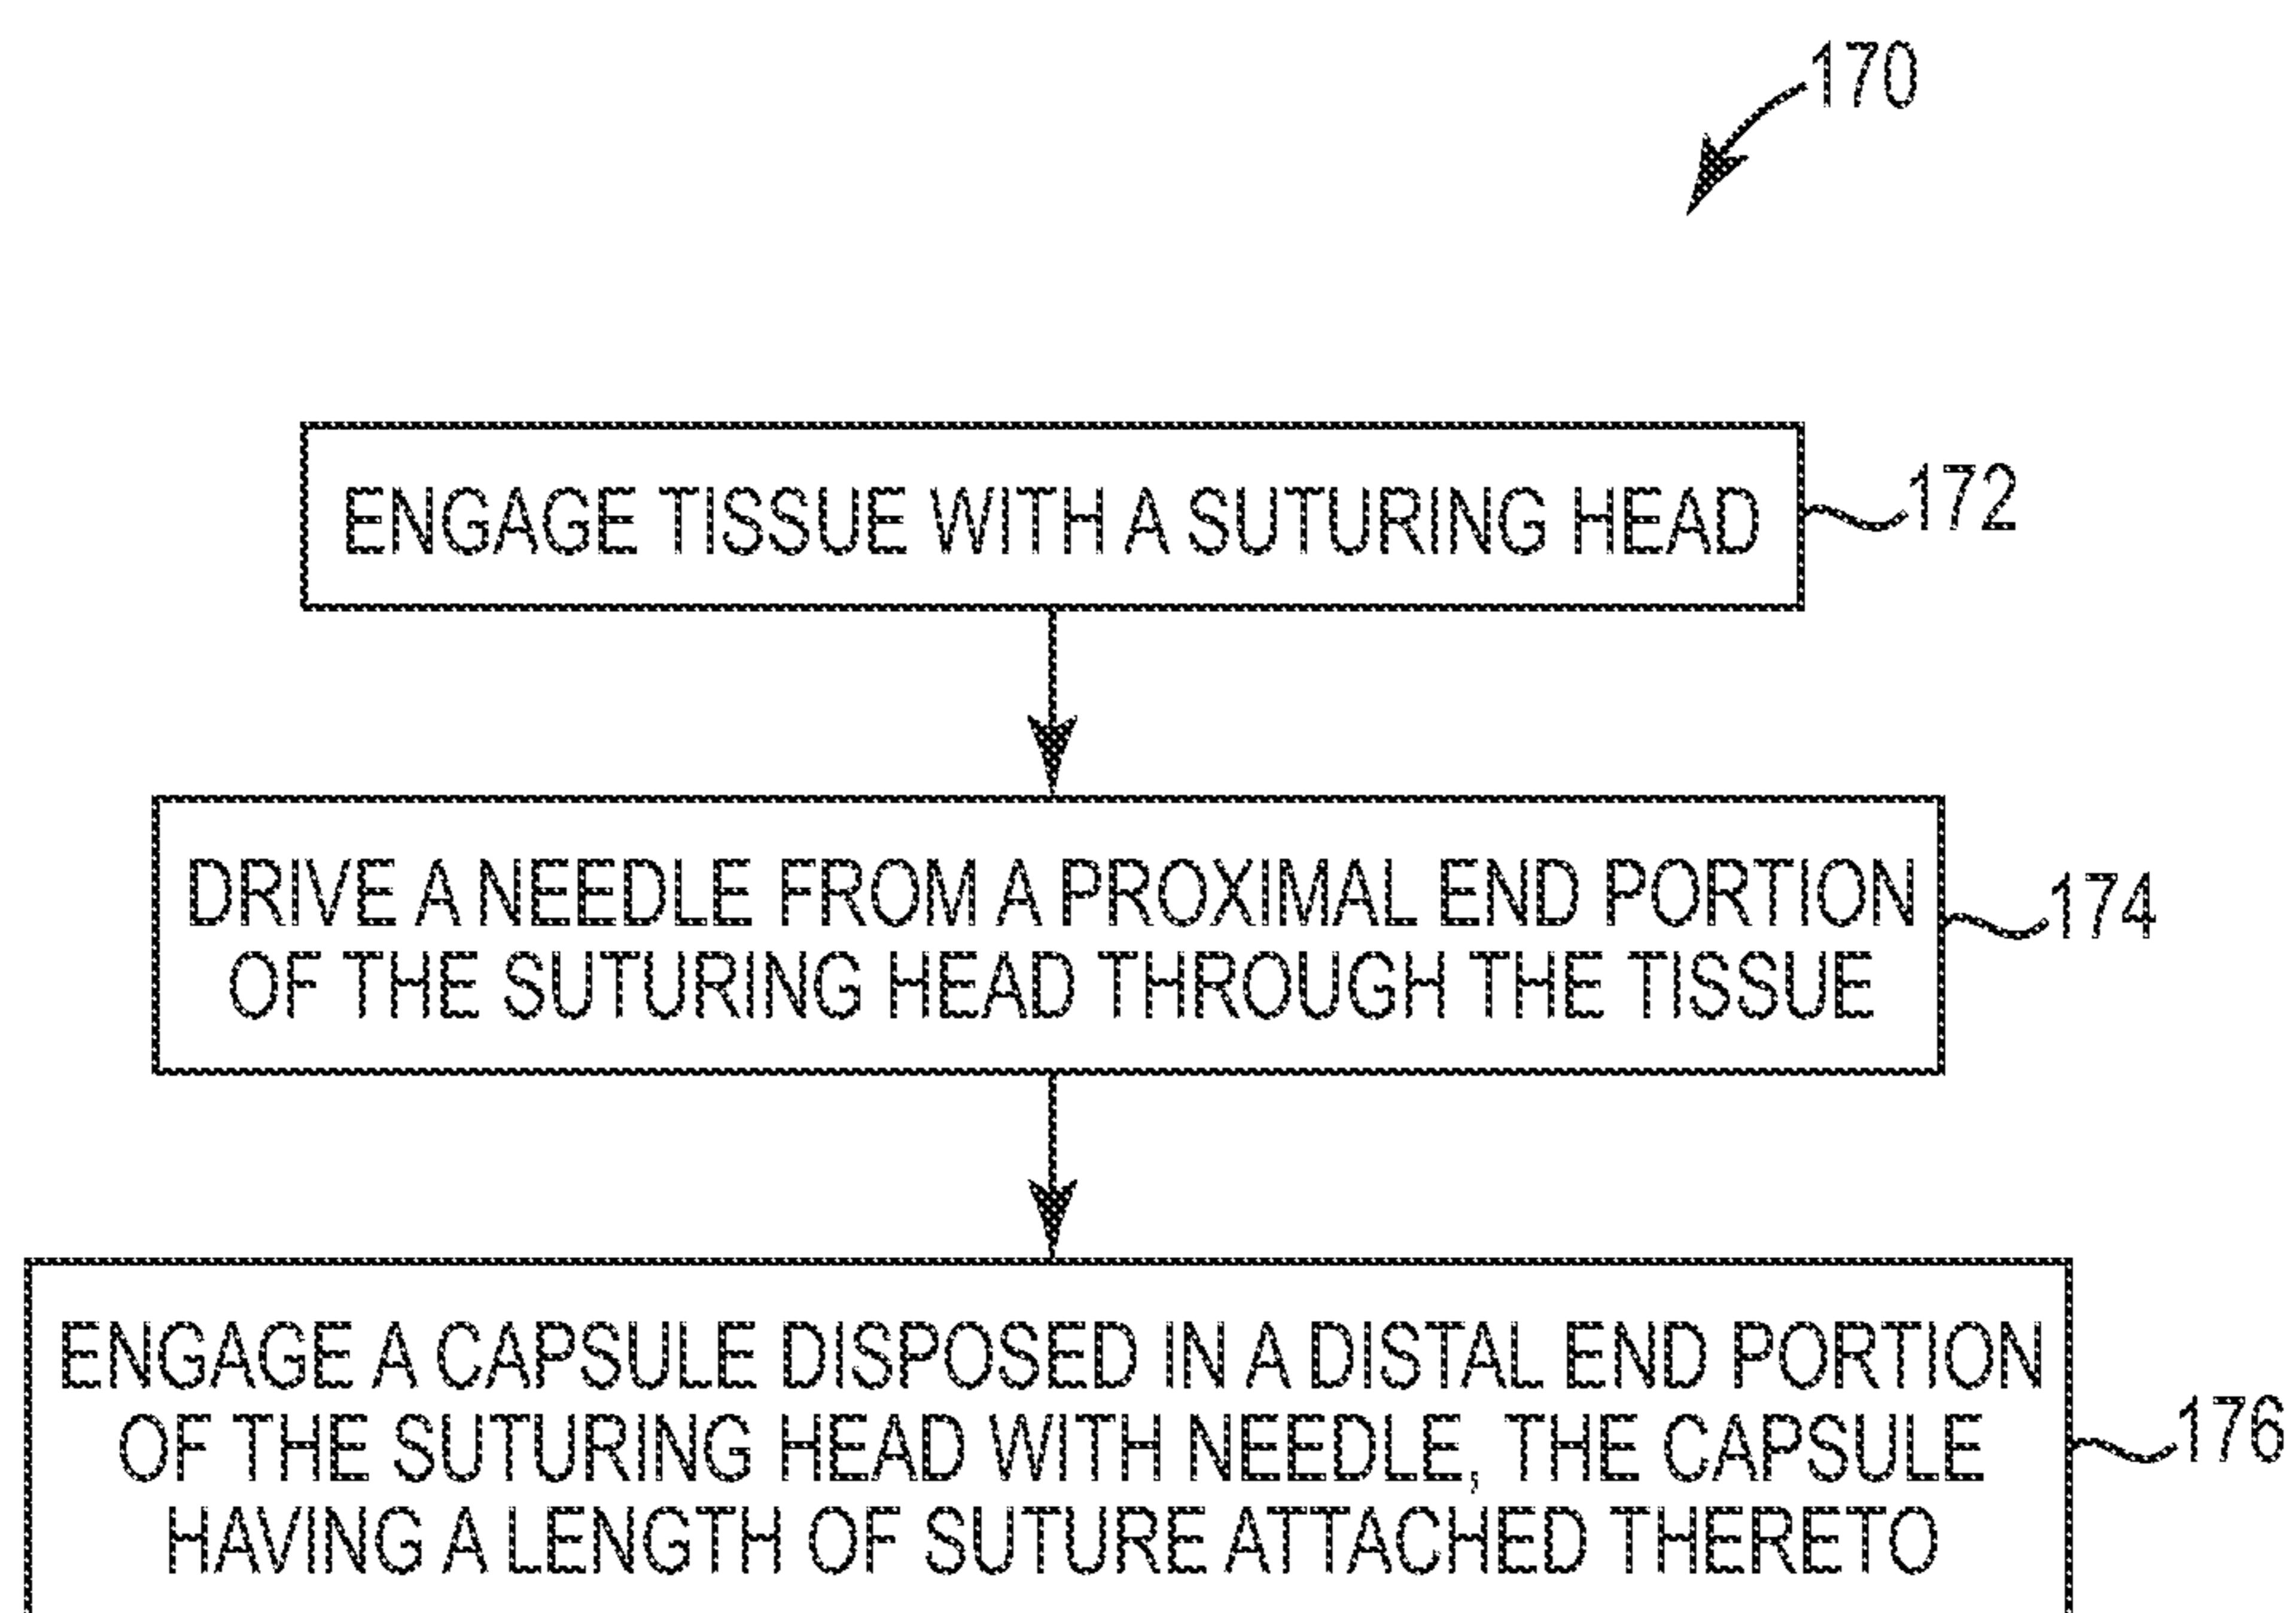 170
ENGAGE TISSUE WITH A SUTURING HEAD
172
DRIVE A NEEDLE FROM A PROXIMAL END PORTION
OF THE SUTURING HEAD THROUGH THE TISSUE
174
ENGAGE A CAPSULE DISPOSED IN A DISTAL END PORTION
OF THE SUTURING HEAD WITH NEEDLE, THE CAPSULE
HAVING A LENGTH OF SUTURE ATTACHED THERETO
176